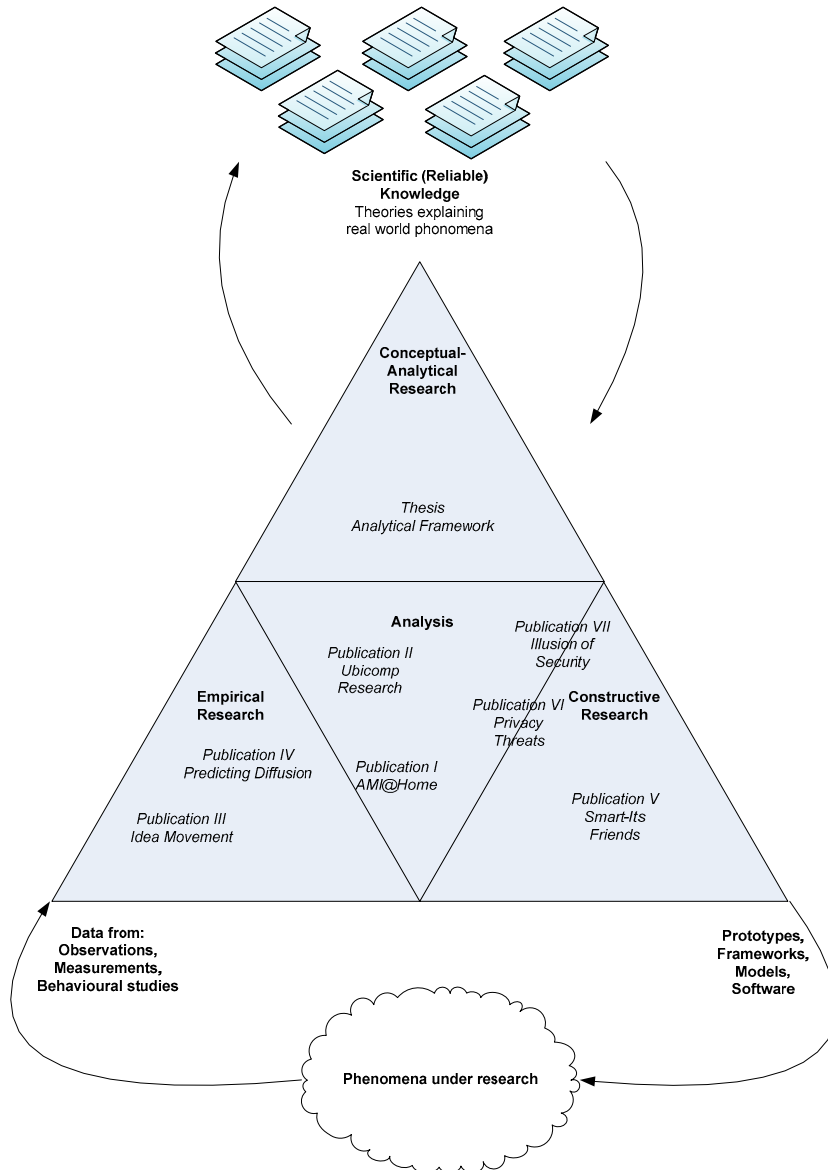 Scientific (Reliable)
Knowledge
Theories explaining
real world phonomena
Conceptual-
Analytical
Research
Thesis
Analytical Framework
Analysis
Publication II
Ubicomp
Research
Publication VII
Illusion of
Security
Empirical
Research
Publication VI
Privacy
Threats
Constructive
Research
Publication IV
Predicting Diffusion
Publication I
AMI@Home
Publication III
Idea Movement
Publication V
Smart-Its
Friends
Data from:
Observations,
Measurements,
Behavioural studies
Prototypes,
Frameworks,
Models,
Software
Phenomena under research